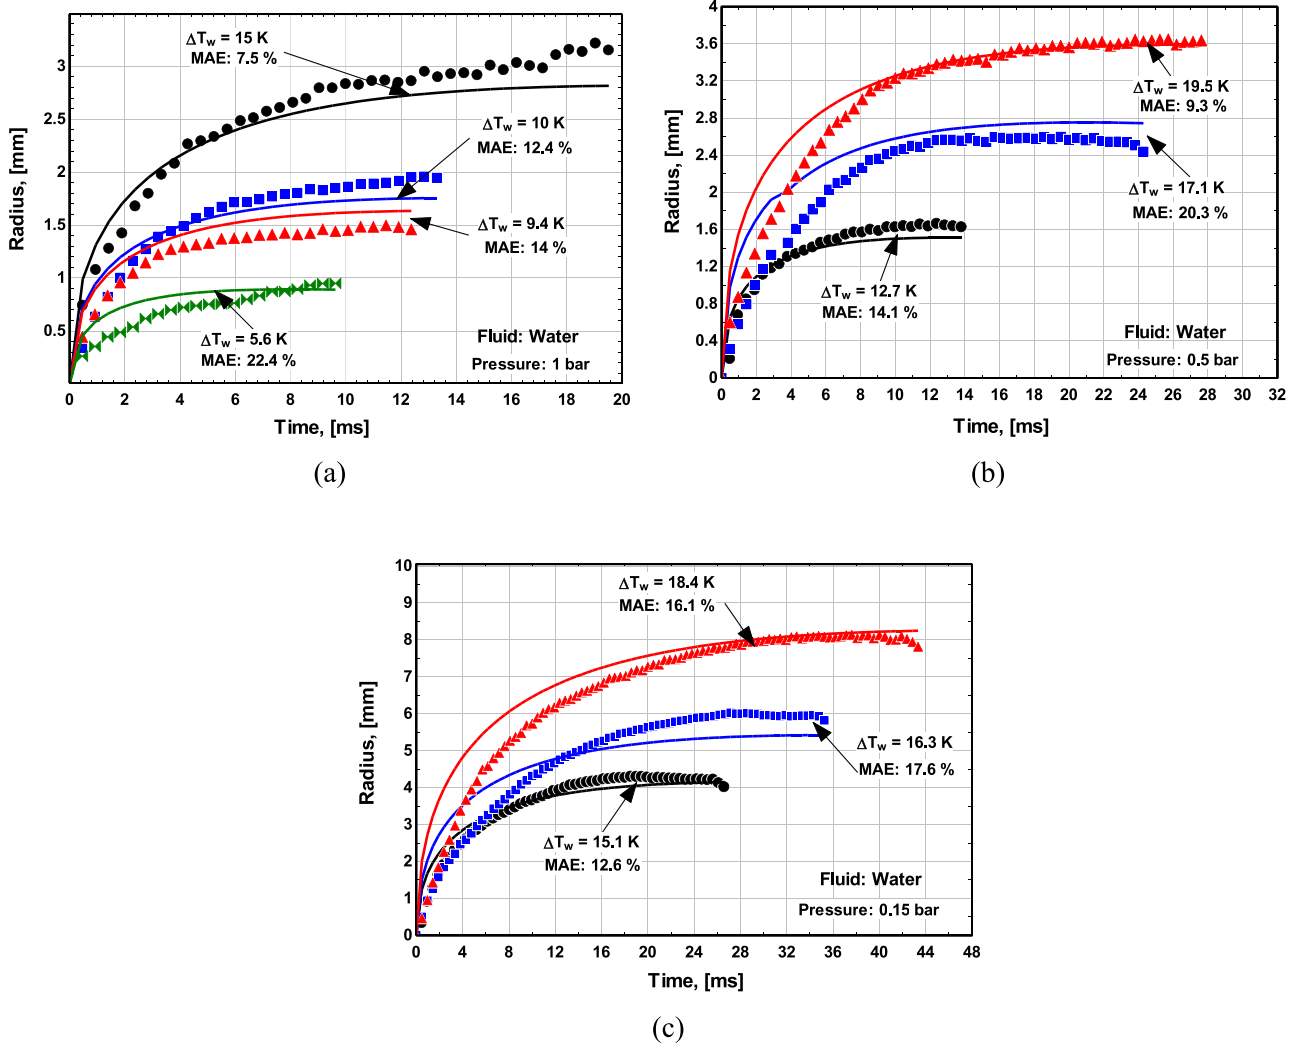 ΔTw = 15 K
MAE: 7.5 %
ΔTw = 10 K
MAE: 12.4 %
ΔTw = 9.4 K
MAE: 14 %
ΔTw = 5.6 K
MAE: 22.4 %
Fluid: Water
Pressure: 1 bar
Radius, [mm]
3
2.5
2
1.5
1
0.5
0 2 4 6 8 10 12 14 16 18 20
Time, [ms]
(a)
ΔTw = 19.5 K
MAE: 9.3 %
ΔTw = 17.1 K
MAE: 20.3 %
ΔTw = 12.7 K
MAE: 14.1 %
Fluid: Water
Pressure: 0.5 bar
Radius, [mm]
4
3.6
3.2
2.8
2.4
2
1.6
1.2
0.8
0.4
0
0 4 8 12 16 20 24 28 32
Time, [ms]
(b)
ΔTw = 18.4 K
MAE: 16.1 %
ΔTw = 16.3 K
MAE: 17.6 %
ΔTw = 15.1 K
MAE: 12.6 %
Fluid: Water
Pressure: 0.15 bar
Radius, [mm]
10
9
8
7
6
5
4
3
2
1
0
0 4 8 12 16 20 24 28 32 36 40 44 48
Time, [ms]
(c)